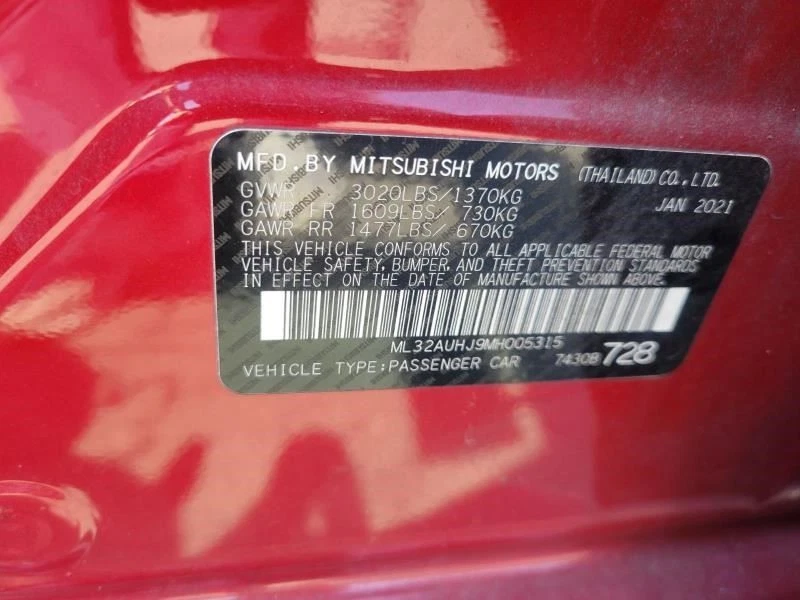 MFD.BY MITSUBISHI MOTORS (THAILAND)CO.,LTD.
GVWR 3020LBS/1370KG JAN 2021
GAWR FR 1609LBS/ 730KG
GAWR RR 1477LBS/ 670KG
THIS VEHICLE CONFORMS TO ALL APPLICABLE FEDERAL MOTOR
VEHICLE SAFETY, BUMPER, AND THEFT PREVENTION STANDARDS
IN EFFECT ON THE DATE OF MANUFACTURE SHOWN ABOVE.
ML32AUHJ9MH005315
VEHICLE TYPE:PASSENGER CAR 7430B 728